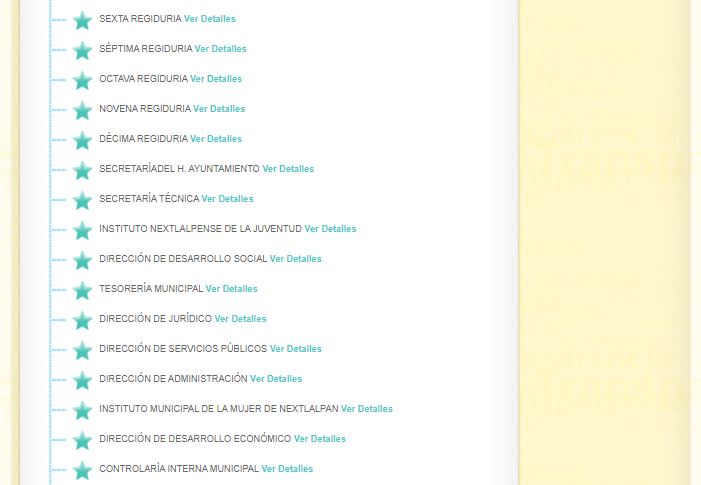 SEXTA REGIDURIA Ver Detalles
SÉPTIMA REGIDURIA Ver Detalles
OCTAVA REGIDURIA Ver Detalles
NOVENA REGIDURIA Ver Detalles
DÉCIMA REGIDURIA Ver Detalles
SECRETARÍADEL H. AYUNTAMIENTO Ver Detalles
SECRETARÍA TÉCNICA Ver Detalles
INSTITUTO NEXTLALPENSE DE LA JUVENTUD Ver Detalles
DIRECCIÓN DE DESARROLLO SOCIAL Ver Detalles
TESORERÍA MUNICIPAL Ver Detalles
DIRECCIÓN DE JURÍDICO Ver Detalles
DIRECCIÓN DE SERVICIOS PÚBLICOS Ver Detalles
DIRECCIÓN DE ADMINISTRACIÓN Ver Detalles
INSTITUTO MUNICIPAL DE LA MUJER DE NEXTLALPAN Ver Detalles
DIRECCIÓN DE DESARROLLO ECONÓMICO Ver Detalles
CONTROLARÍA INTERNA MUNICIPAL Ver Detalles